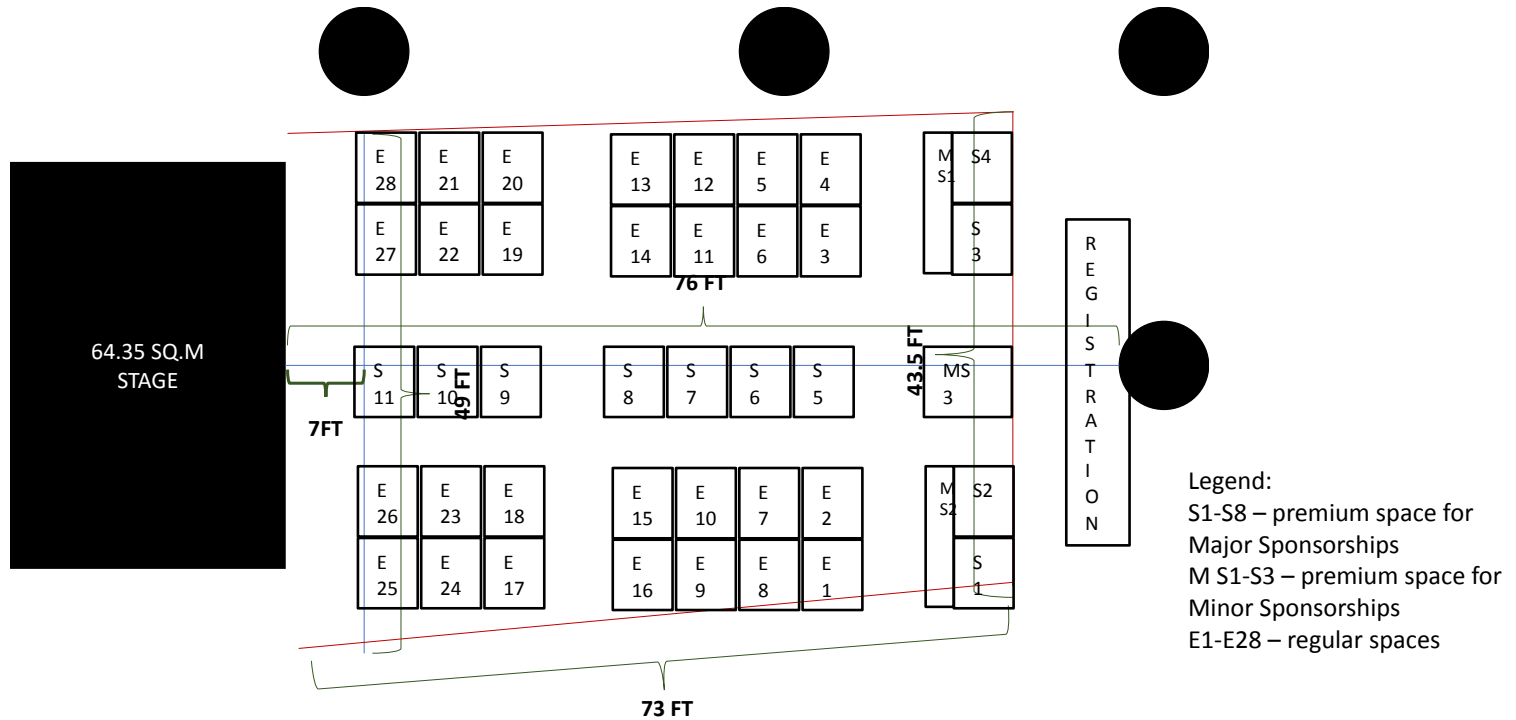 E 28
E 21
E 20
E 13
E 12
E 5
E 4
M S1
S4
E 27
E 22
E 19
E 14
E 11
E 6
E 3
S 3
76 FT
64.35 SQ.M
STAGE
S 11
S 10
S 9
S 8
S 7
S 6
S 5
MS 3
49 FT
43.5 FT
7FT
REGISTRATION
E 26
E 23
E 18
E 15
E 10
E 7
E 2
M S2
S2
E 25
E 24
E 17
E 16
E 9
E 8
E 1
S 1
73 FT
Legend:
S1-S8 – premium space for
Major Sponsorships
M S1-S3 – premium space for
Minor Sponsorships
E1-E28 – regular spaces